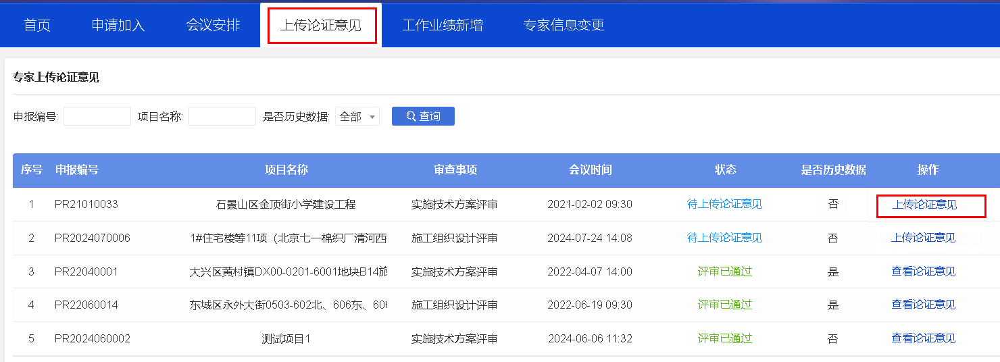 首页 申请加入 会议安排 上传论证意见 工作业绩新增 专家信息变更
专家上传论证意见
申报编号: 项目名称: 是否历史数据: 全部 查询
序号 申报编号 项目名称 审查事项 会议时间 状态 是否历史数据 操作
1 PR21010033 石景山区金顶街小学建设工程 实施技术方案评审 2021-02-02 09:30 待上传论证意见 否 上传论证意见
2 PR2024070006 1#住宅楼等11项（北京七一棉织厂清河西 施工组织设计评审 2024-07-24 14:08 待上传论证意见 否 上传论证意见
3 PR22040001 大兴区黄村镇DX00-0201-6001地块B14旅 实施技术方案评审 2022-04-07 14:00 评审已通过 是 查看论证意见
4 PR22060014 东城区永外大街0503-602北、606东、606 施工组织设计评审 2022-06-19 09:30 评审已通过 是 查看论证意见
5 PR2024060002 测试项目1 实施技术方案评审 2024-06-06 11:32 评审已通过 否 查看论证意见